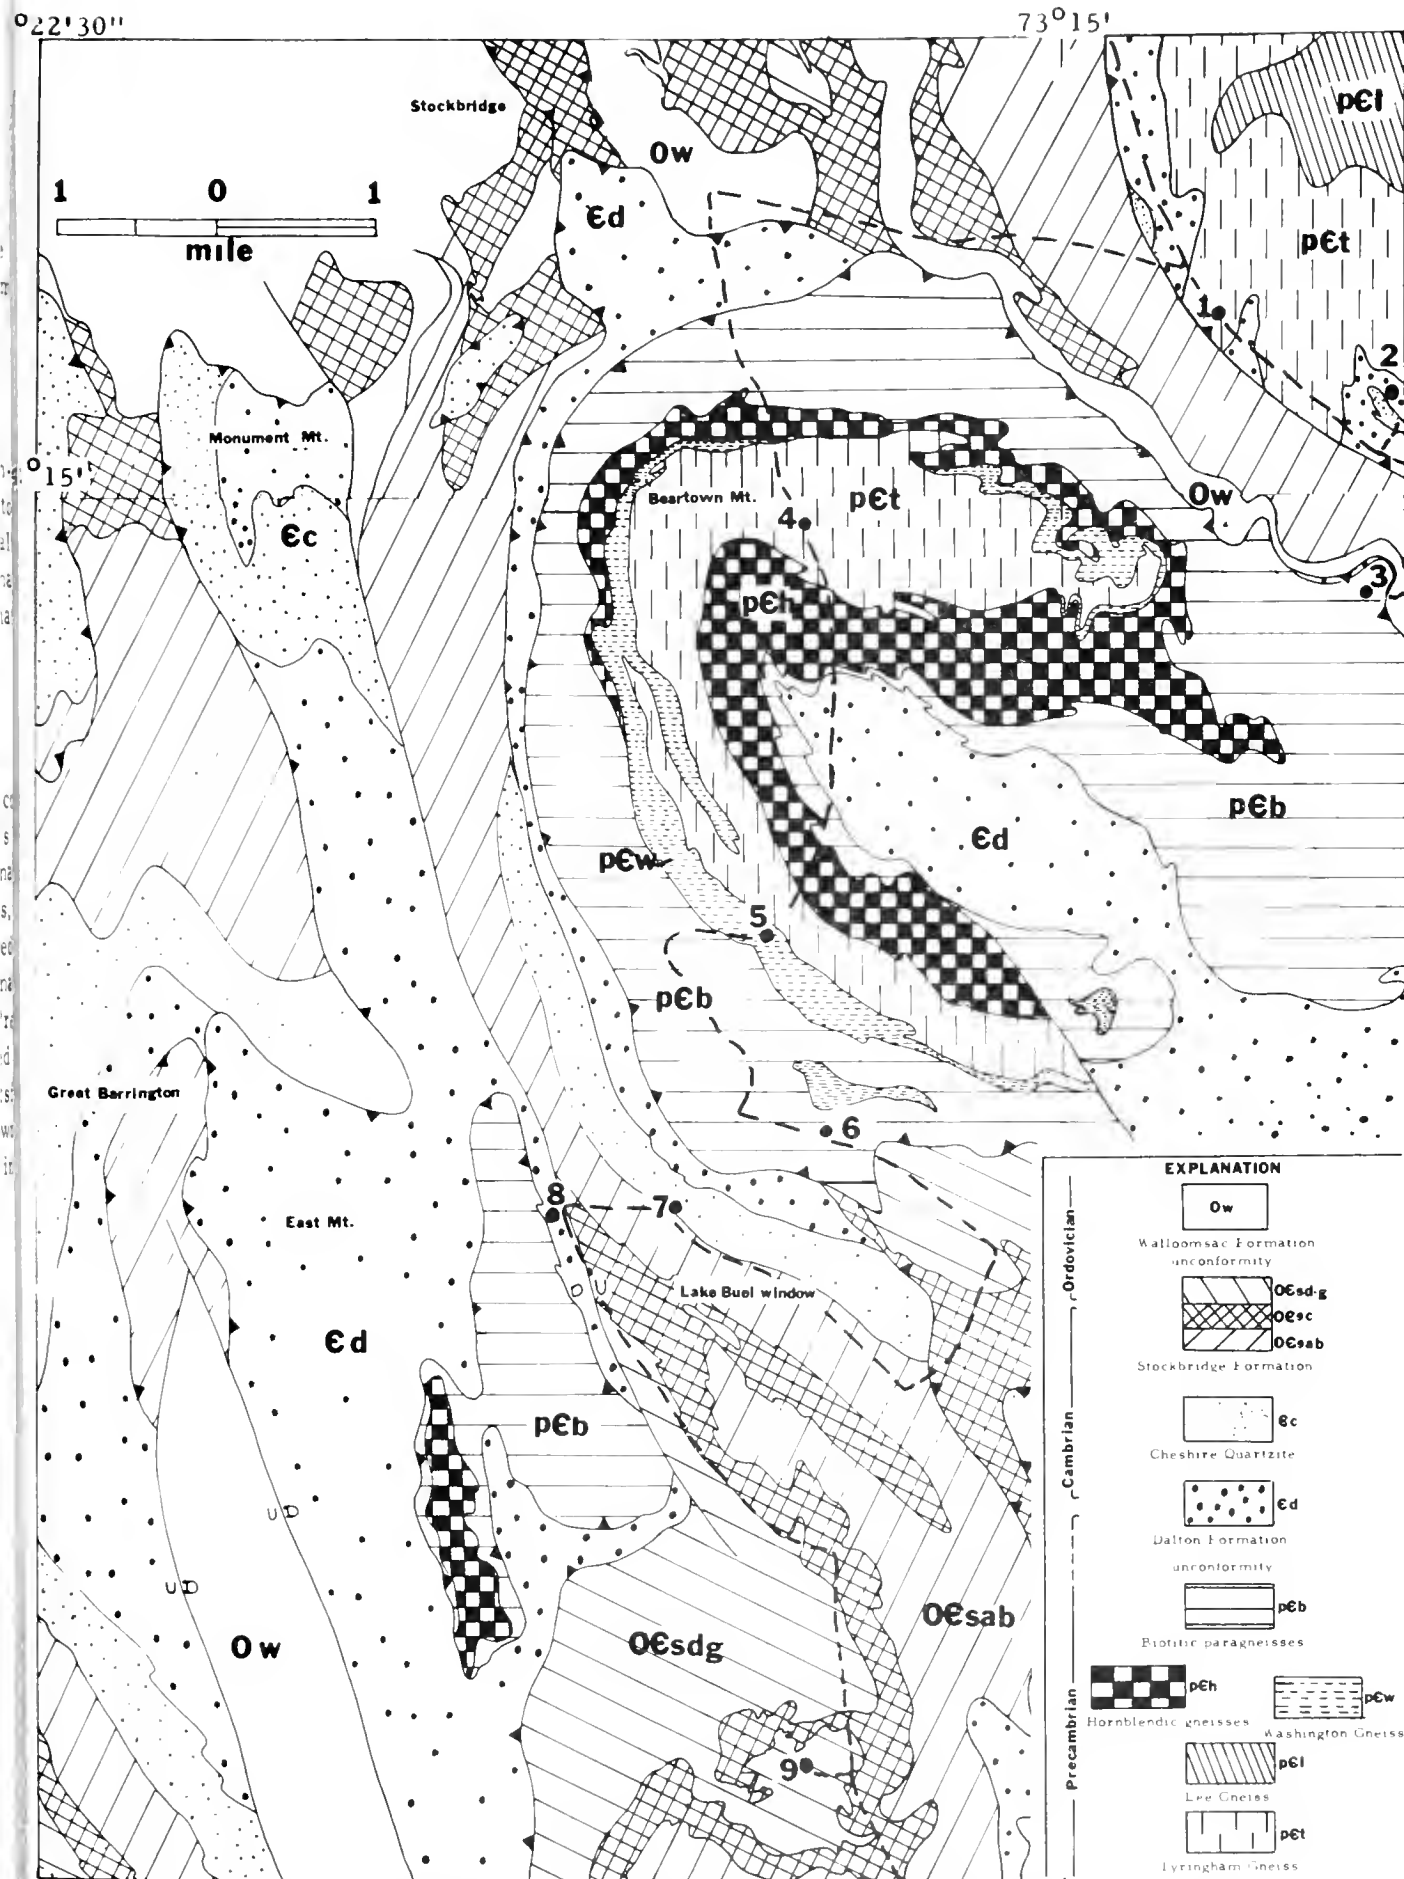 °22'30"
73°15'
Stockbridge
1 0 1
mile
Ow
Єd
pЄl
pЄt
1
2
Monument Mt.
°15'
Єc
Beartown Mt.
pЄt
4
Ow
3
pЄh
pЄb
Єd
pЄw
5
pЄb
Great Barrington
6
8
7
East Mt.
D U
Lake Buel window
Єd
pЄb
U D
U D
Ow
OЄsdg
OЄsab
9
EXPLANATION
Ordovician
Cambrian
Precambrian
Ow
Walloomsac Formation
unconformity
OЄsd-g
OЄsc
OЄsab
Stockbridge Formation
Єc
Cheshire Quartzite
Єd
Dalton Formation
unconformity
pЄb
Biotitic paragneisses
pЄh
Hornblendic gneisses
pЄw
Washington Gneiss
pЄl
Lee Gneiss
pЄt
Tyringham Gneiss